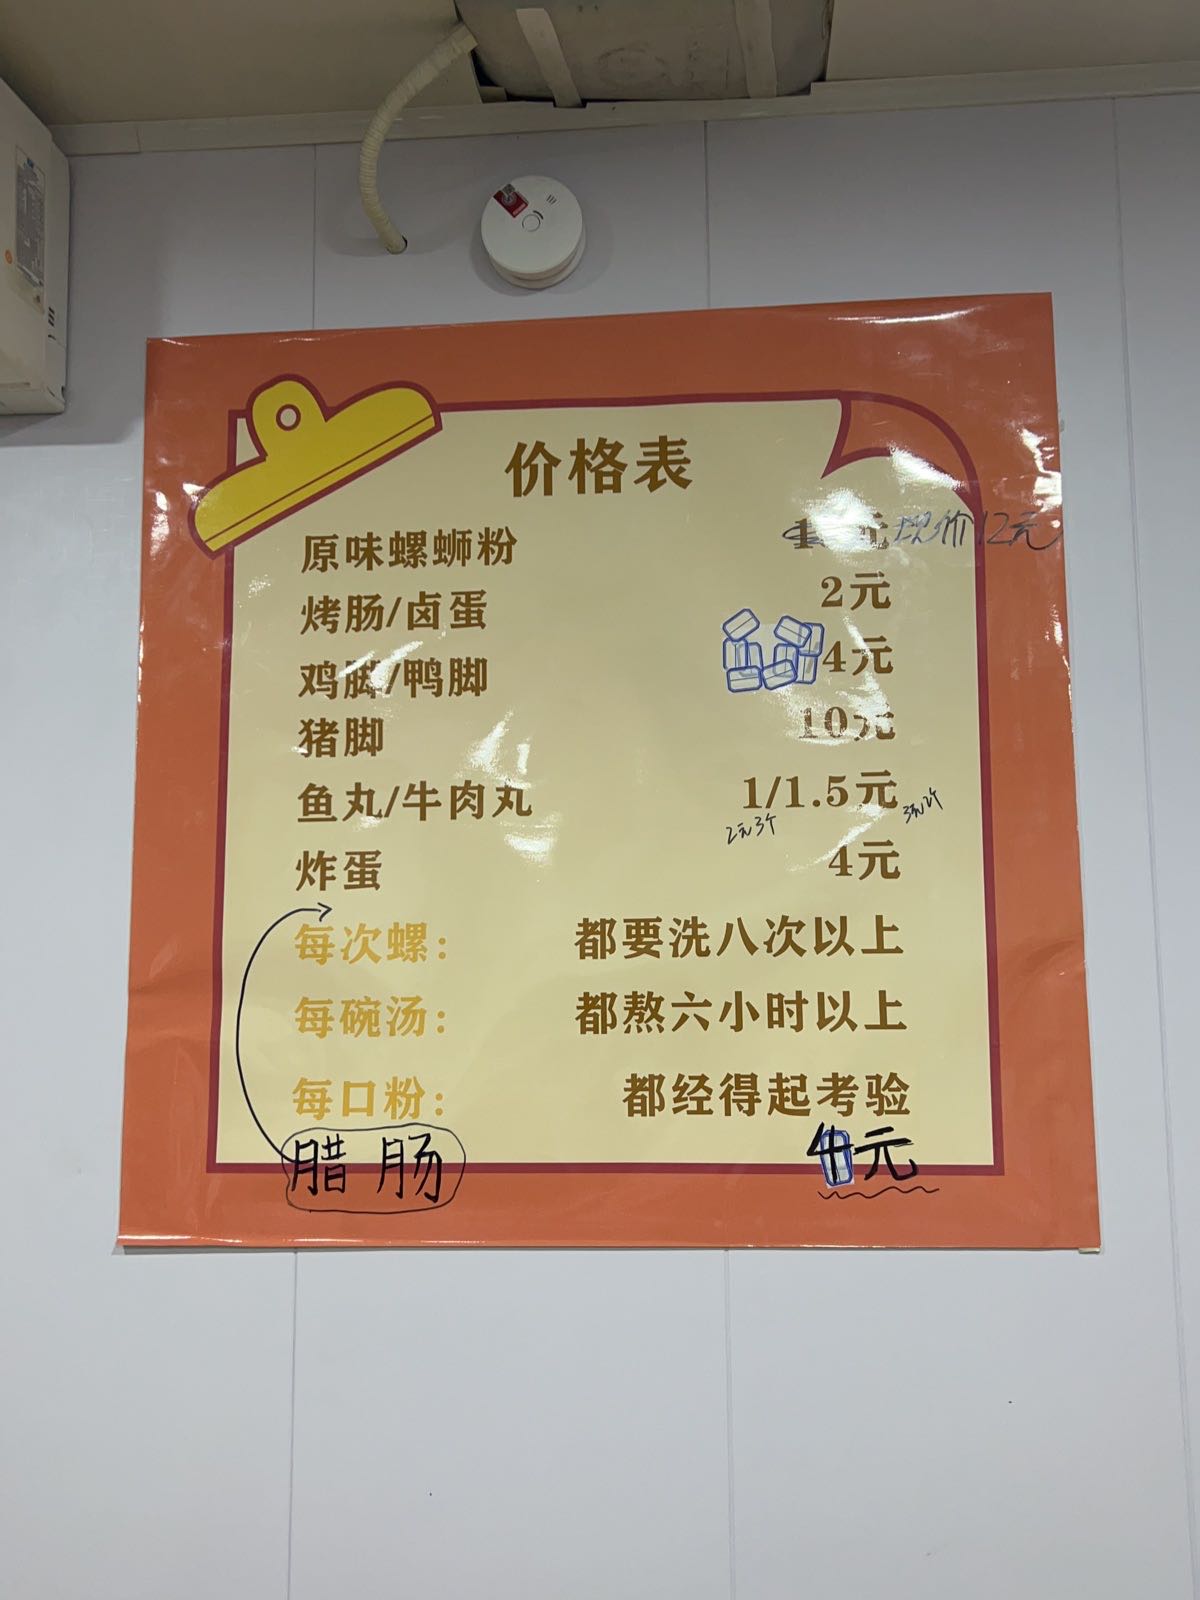 价格表
原味螺蛳粉 元 现价12元
烤肠/卤蛋 2元
鸡脚/鸭脚 4元
猪脚 10元
鱼丸/牛肉丸 1/1.5元
2元3个 3元2个
炸蛋 4元
每次螺: 都要洗八次以上
每碗汤: 都熬六小时以上
每口粉: 都经得起考验
腊肠 4元